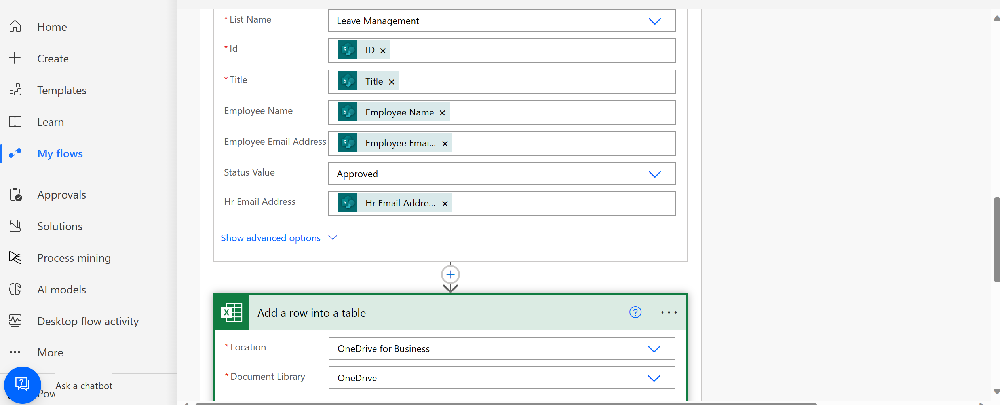 Home
Create
Templates
Learn
My flows
Approvals
Solutions
Process mining
AI models
Desktop flow activity
More
Ask a chatbot
Pow
* List Name
Leave Management
* Id
S ID ×
* Title
S Title ×
Employee Name
S Employee Name ×
Employee Email Address
S Employee Emai... ×
Status Value
Approved
Hr Email Address
S Hr Email Addre... ×
Show advanced options
X Add a row into a table ? ...
* Location
OneDrive for Business
* Document Library
OneDrive